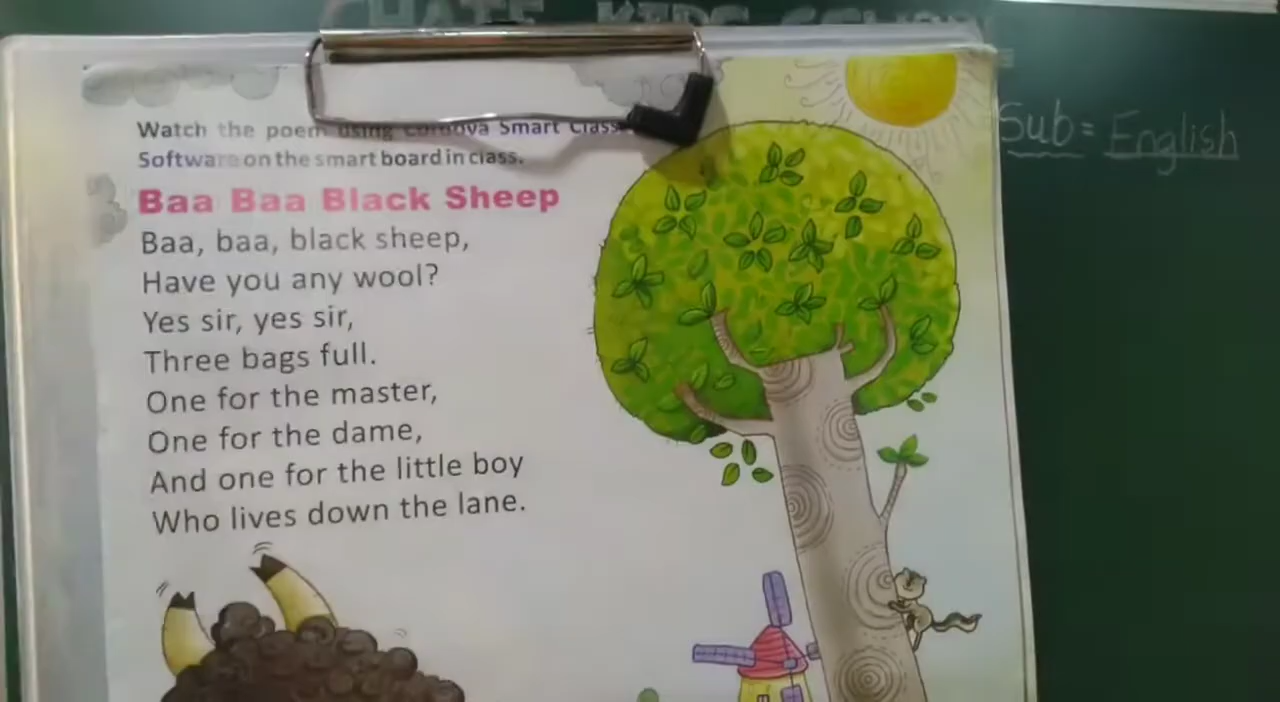 Watch the poem using Cordova Smart Class
Software on the smart board in class.
Baa Baa Black Sheep
Baa, baa, black sheep,
Have you any wool?
Yes sir, yes sir,
Three bags full.
One for the master,
One for the dame,
And one for the little boy
Who lives down the lane.
Sub = English